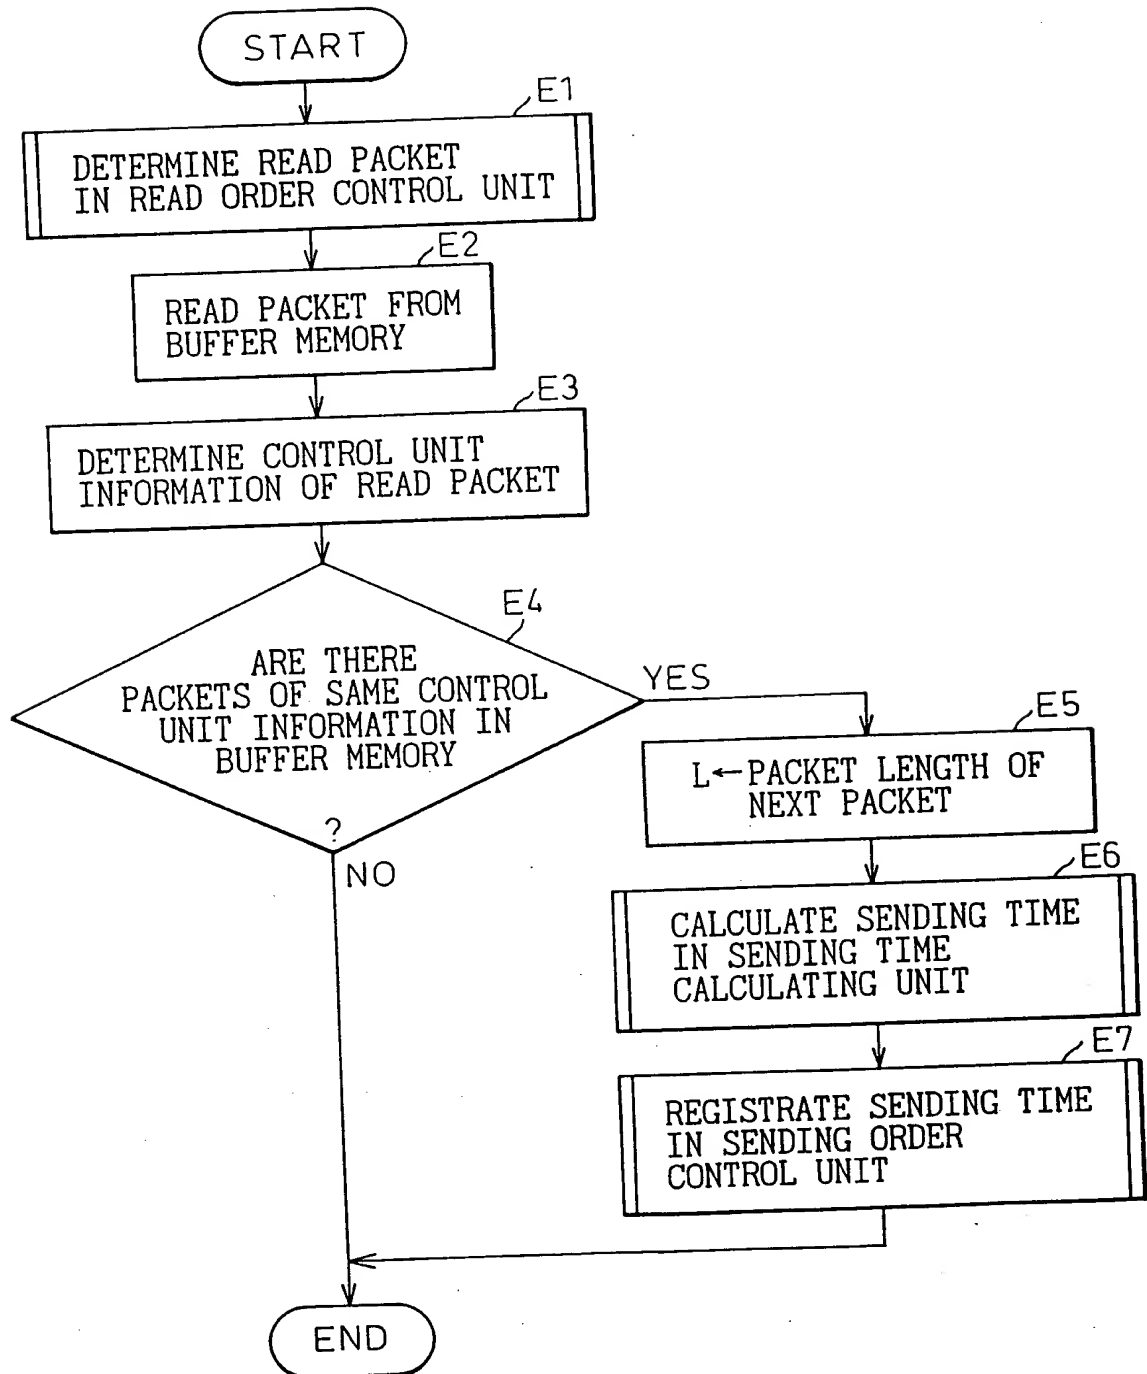 START
E1
DETERMINE READ PACKET
IN READ ORDER CONTROL UNIT
E2
READ PACKET FROM
BUFFER MEMORY
E3
DETERMINE CONTROL UNIT
INFORMATION OF READ PACKET
E4
ARE THERE
PACKETS OF SAME CONTROL
UNIT INFORMATION IN
BUFFER MEMORY
?
YES
NO
E5
L←PACKET LENGTH OF
NEXT PACKET
E6
CALCULATE SENDING TIME
IN SENDING TIME
CALCULATING UNIT
E7
REGISTRATE SENDING TIME
IN SENDING ORDER
CONTROL UNIT
END